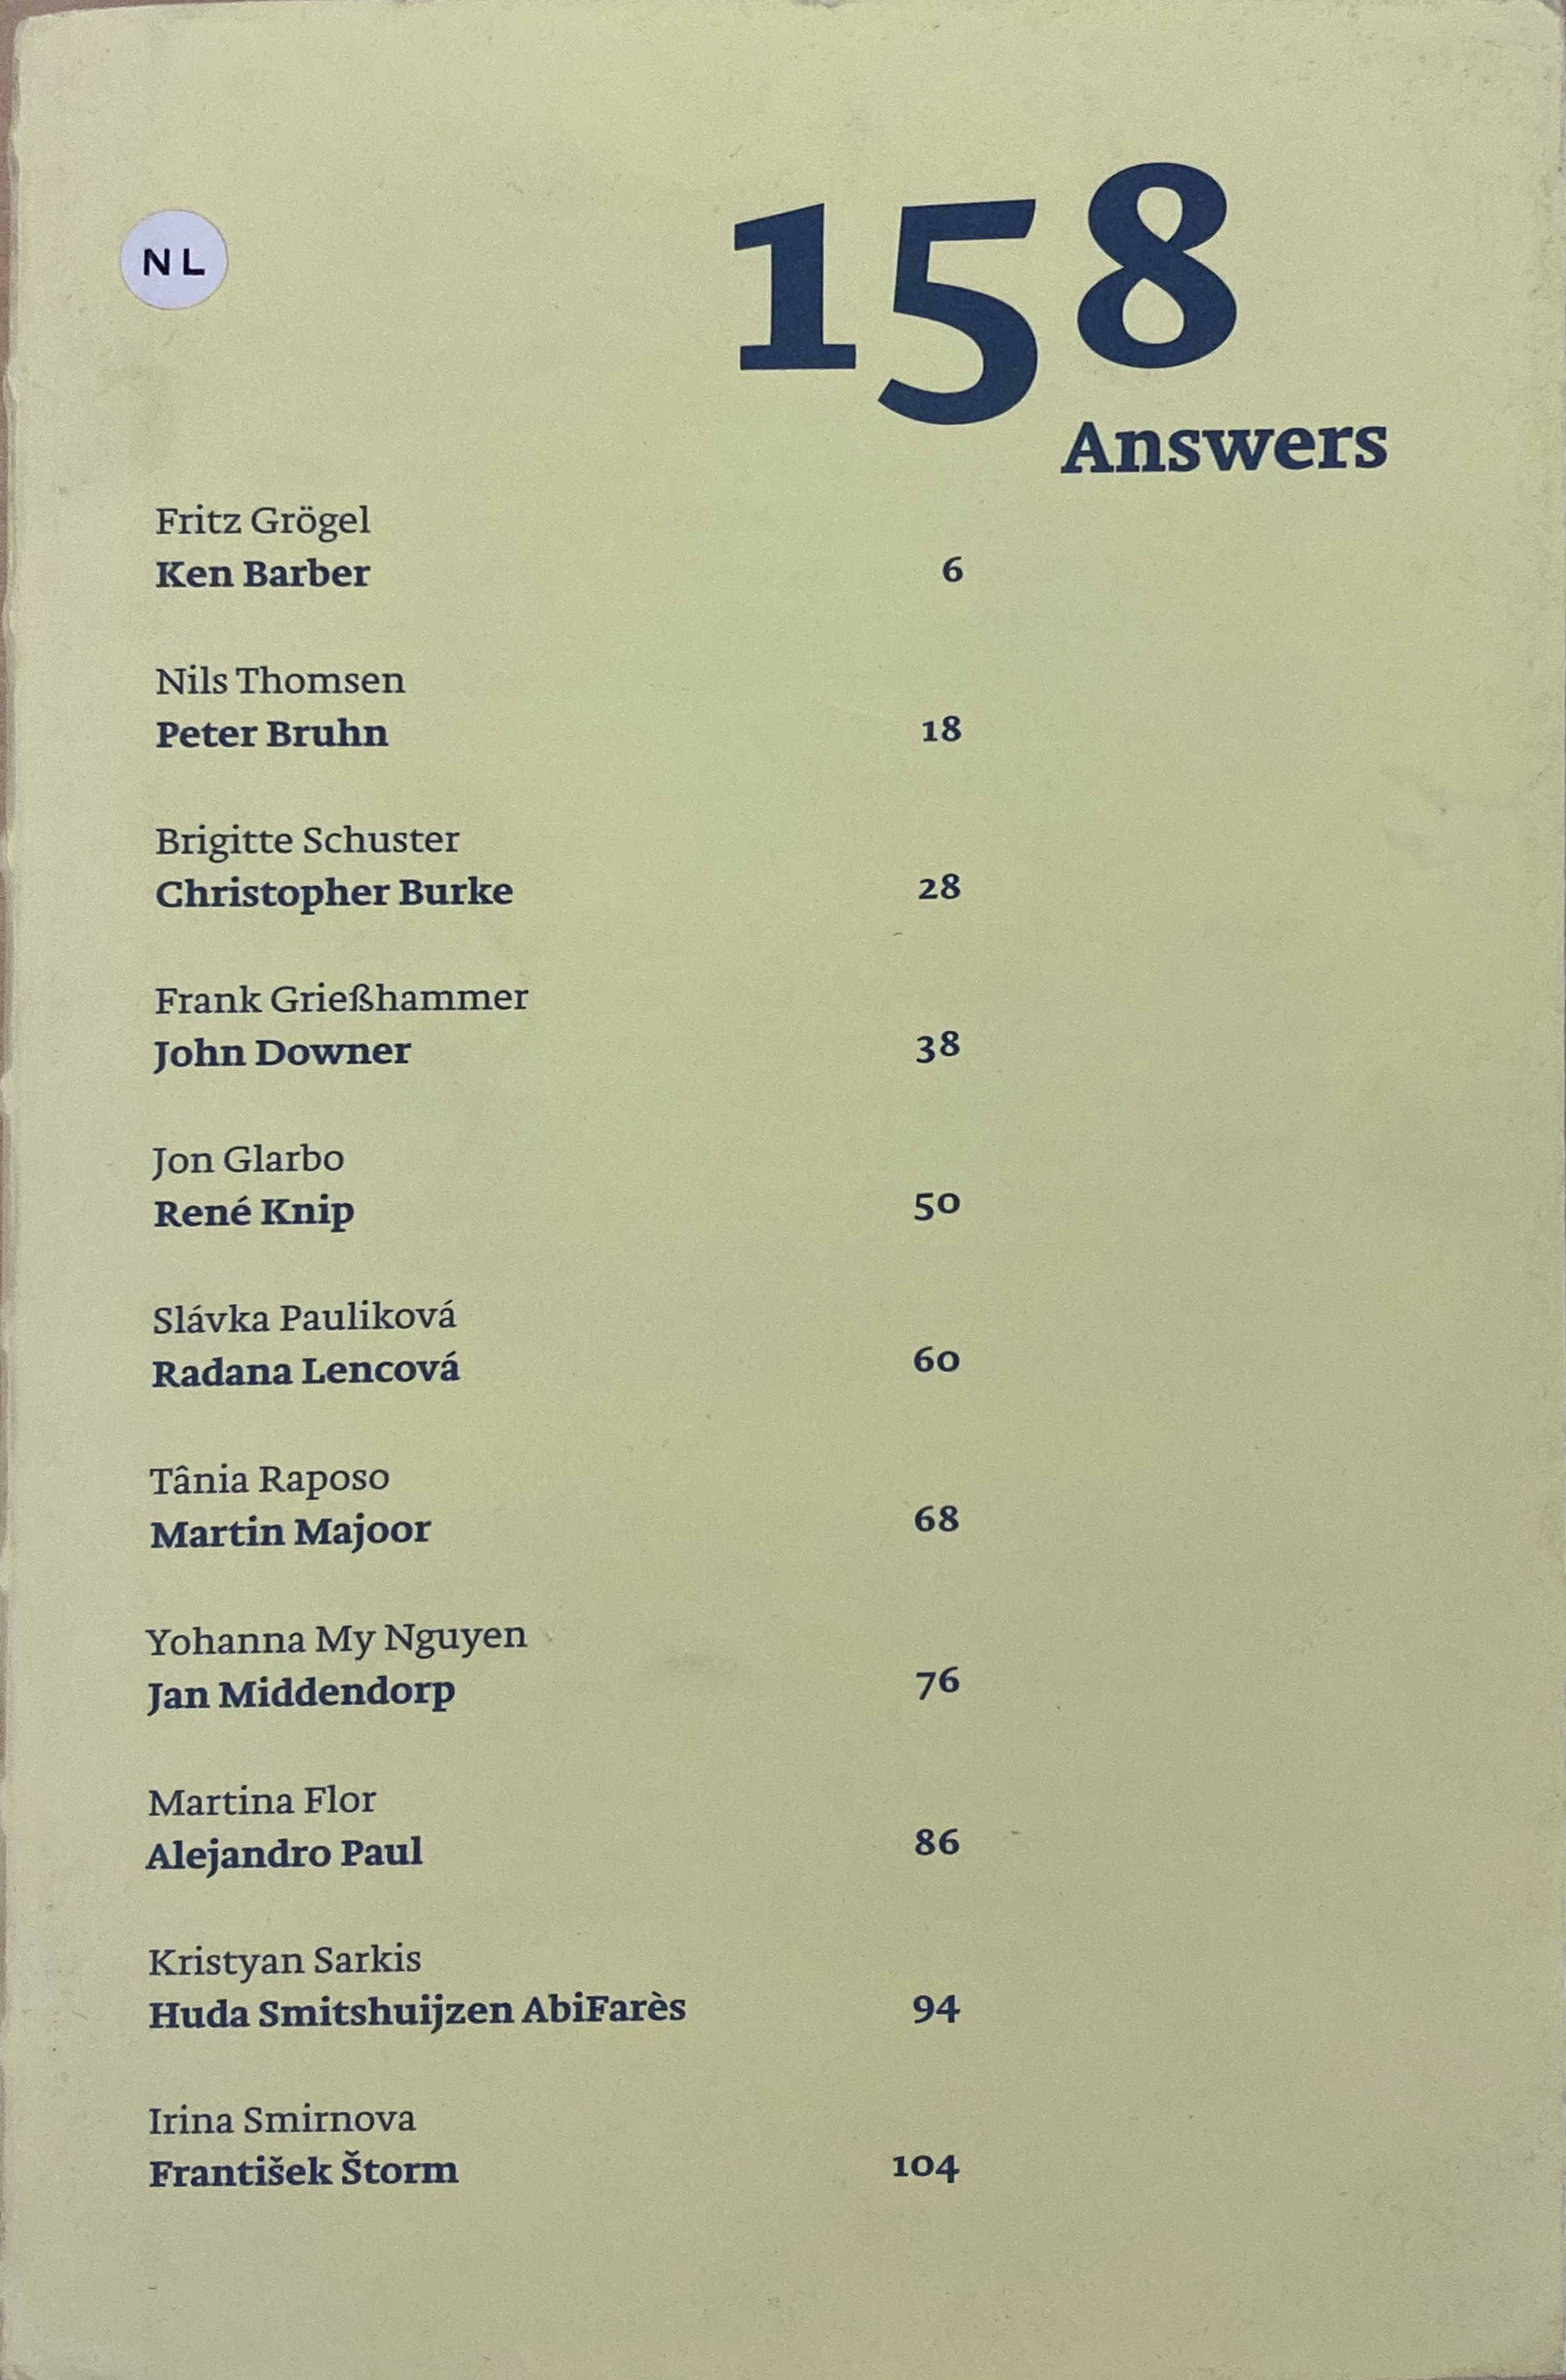 NL
158
Answers
Fritz Grögel
Ken Barber 6
Nils Thomsen
Peter Bruhn 18
Brigitte Schuster
Christopher Burke 28
Frank Grießhammer
John Downer 38
Jon Glarbo
René Knip 50
Slávka Pauliková
Radana Lencová 60
Tânia Raposo
Martin Majoor 68
Yohanna My Nguyen
Jan Middendorp 76
Martina Flor
Alejandro Paul 86
Kristyan Sarkis
Huda Smitshuijzen AbiFarès 94
Irina Smirnova
František Štorm 104